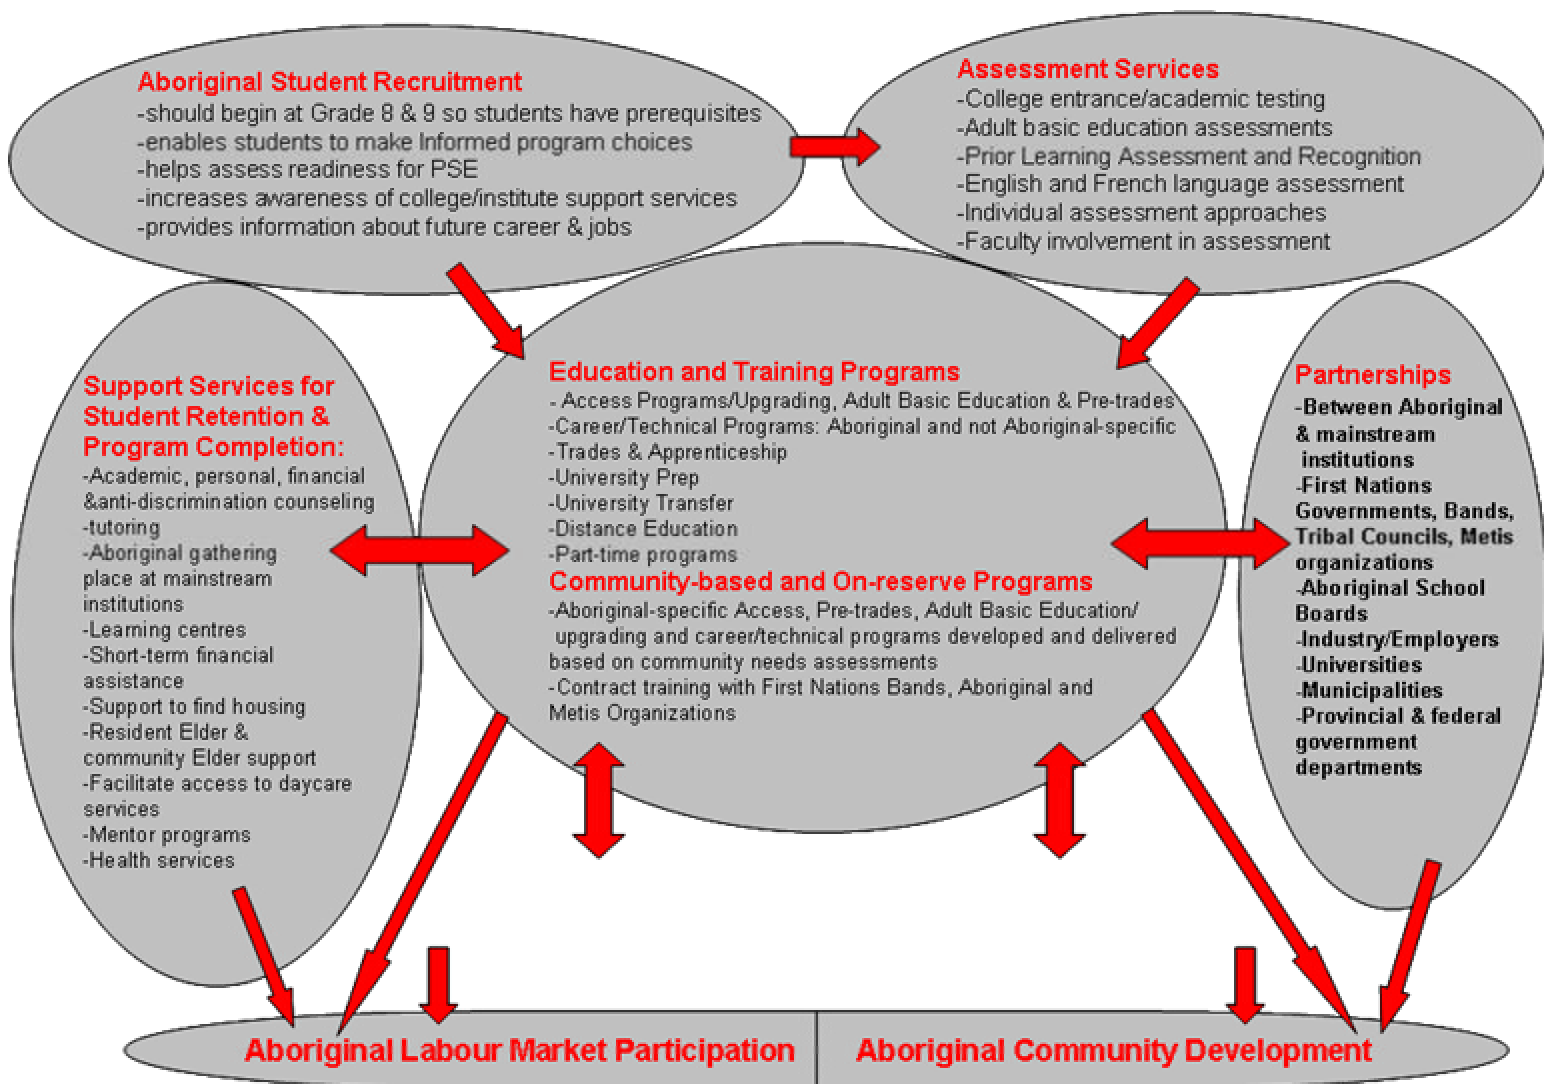 Aboriginal Student Recruitment
-should begin at Grade 8 & 9 so students have prerequisites
-enables students to make Informed program choices
-helps assess readiness for PSE
-increases awareness of college/institute support services
-provides information about future career & jobs
Assessment Services
-College entrance/academic testing
-Adult basic education assessments
-Prior Learning Assessment and Recognition
-English and French language assessment
-Individual assessment approaches
-Faculty involvement in assessment
Support Services for
Student Retention &
Program Completion:
-Academic, personal, financial
&anti-discrimination counseling
-tutoring
-Aboriginal gathering
place at mainstream
institutions
-Learning centres
-Short-term financial
assistance
-Support to find housing
-Resident Elder &
community Elder support
-Facilitate access to daycare
services
-Mentor programs
-Health services
Education and Training Programs
- Access Programs/Upgrading, Adult Basic Education & Pre-trades
-Career/Technical Programs: Aboriginal and not Aboriginal-specific
-Trades & Apprenticeship
-University Prep
-University Transfer
-Distance Education
-Part-time programs
Community-based and On-reserve Programs
-Aboriginal-specific Access, Pre-trades, Adult Basic Education/
upgrading and career/technical programs developed and delivered
based on community needs assessments
-Contract training with First Nations Bands, Aboriginal and
Metis Organizations
Partnerships
-Between Aboriginal
& mainstream
institutions
-First Nations
Governments, Bands,
Tribal Councils, Metis
organizations
-Aboriginal School
Boards
-Industry/Employers
-Universities
-Municipalities
-Provincial & federal
government
departments
Aboriginal Labour Market Participation
Aboriginal Community Development